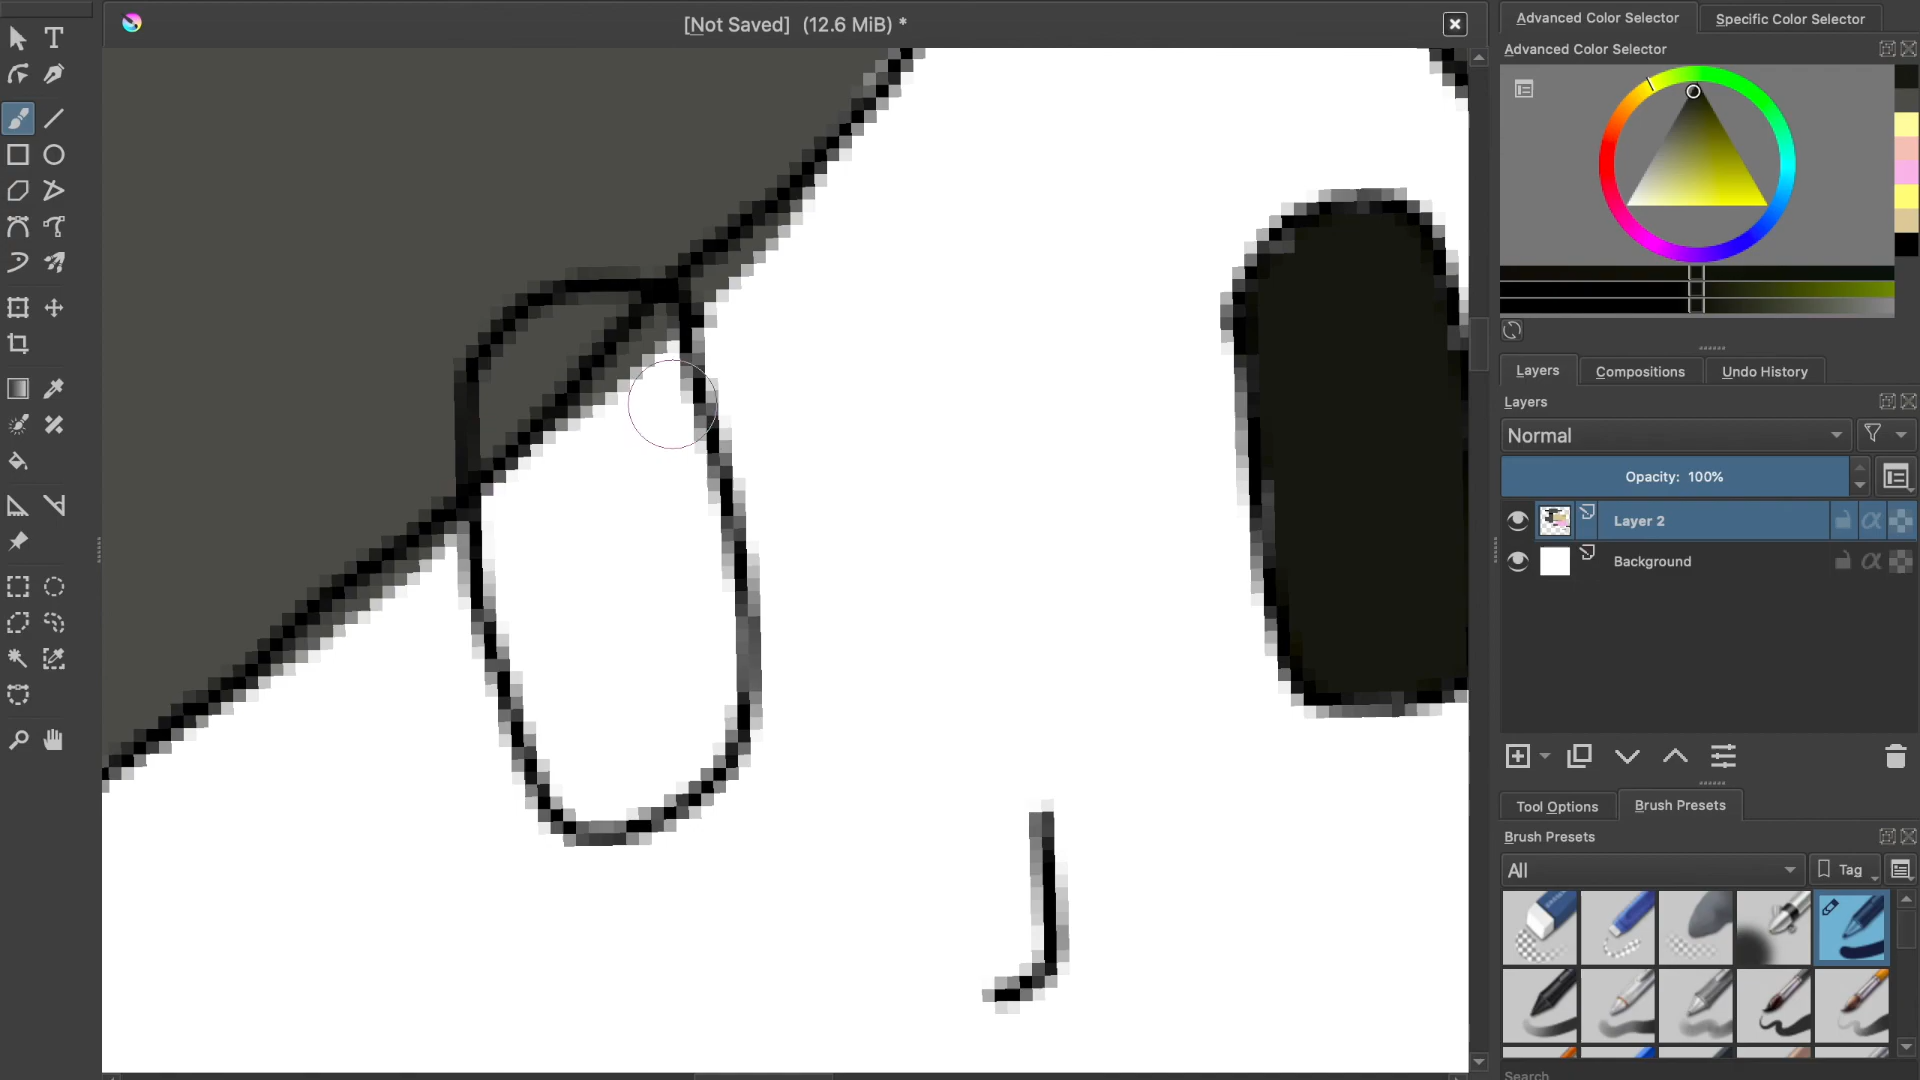 [Not Saved] (12.6 MiB) *
Advanced Color Selector
Specific Color Selector
Advanced Color Selector
Layers
Compositions
Undo History
Layers
Normal
Opacity: 100%
Layer 2
Background
Tool Options
Brush Presets
Brush Presets
All
Tag
Search